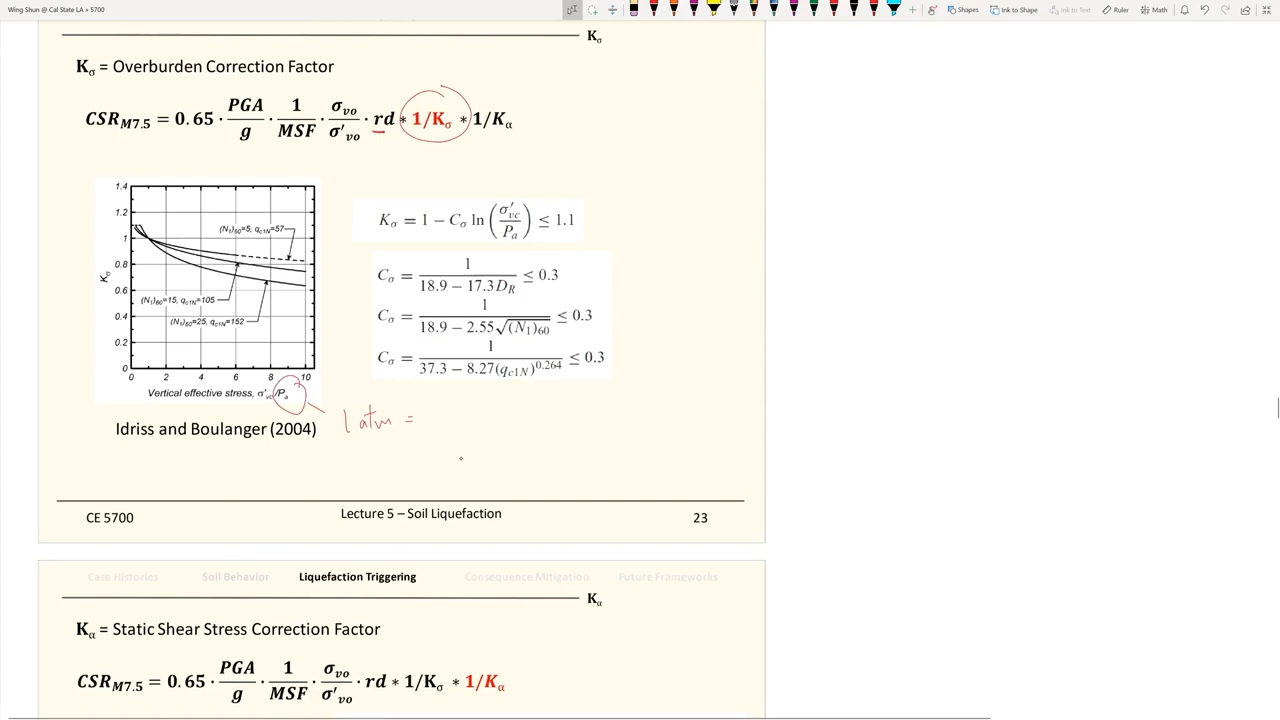 Wing Shun @ Cal State LA » 5700
Shapes
Ink to Shape
Ink to Text
Ruler
Math
Kσ
Kσ = Overburden Correction Factor
CSR_M7.5 = 0.65 · PGA/g · 1/MSF · σvo/σ'vo · rd * 1/Kσ * 1/Kα
1.4
1.2
1
0.8
0.6
0.4
0.2
0
Kσ
(N1)60=5, qc1N=57
(N1)60=15, qc1N=105
(N1)60=25, qc1N=152
0 2 4 6 8 10
Vertical effective stress, σ'vc/Pa
Kσ = 1 − Cσ ln(σ'vc/Pa) ≤ 1.1
Cσ = 1/(18.9 − 17.3DR) ≤ 0.3
Cσ = 1/(18.9 − 2.55√(N1)60) ≤ 0.3
Cσ = 1/(37.3 − 8.27(qc1N)^0.264) ≤ 0.3
1 atm =
Idriss and Boulanger (2004)
CE 5700
Lecture 5 – Soil Liquefaction
23
Case Histories
Soil Behavior
Liquefaction Triggering
Consequence Mitigation
Future Frameworks
Kα
Kα = Static Shear Stress Correction Factor
CSR_M7.5 = 0.65 · PGA/g · 1/MSF · σvo/σ'vo · rd * 1/Kσ * 1/Kα